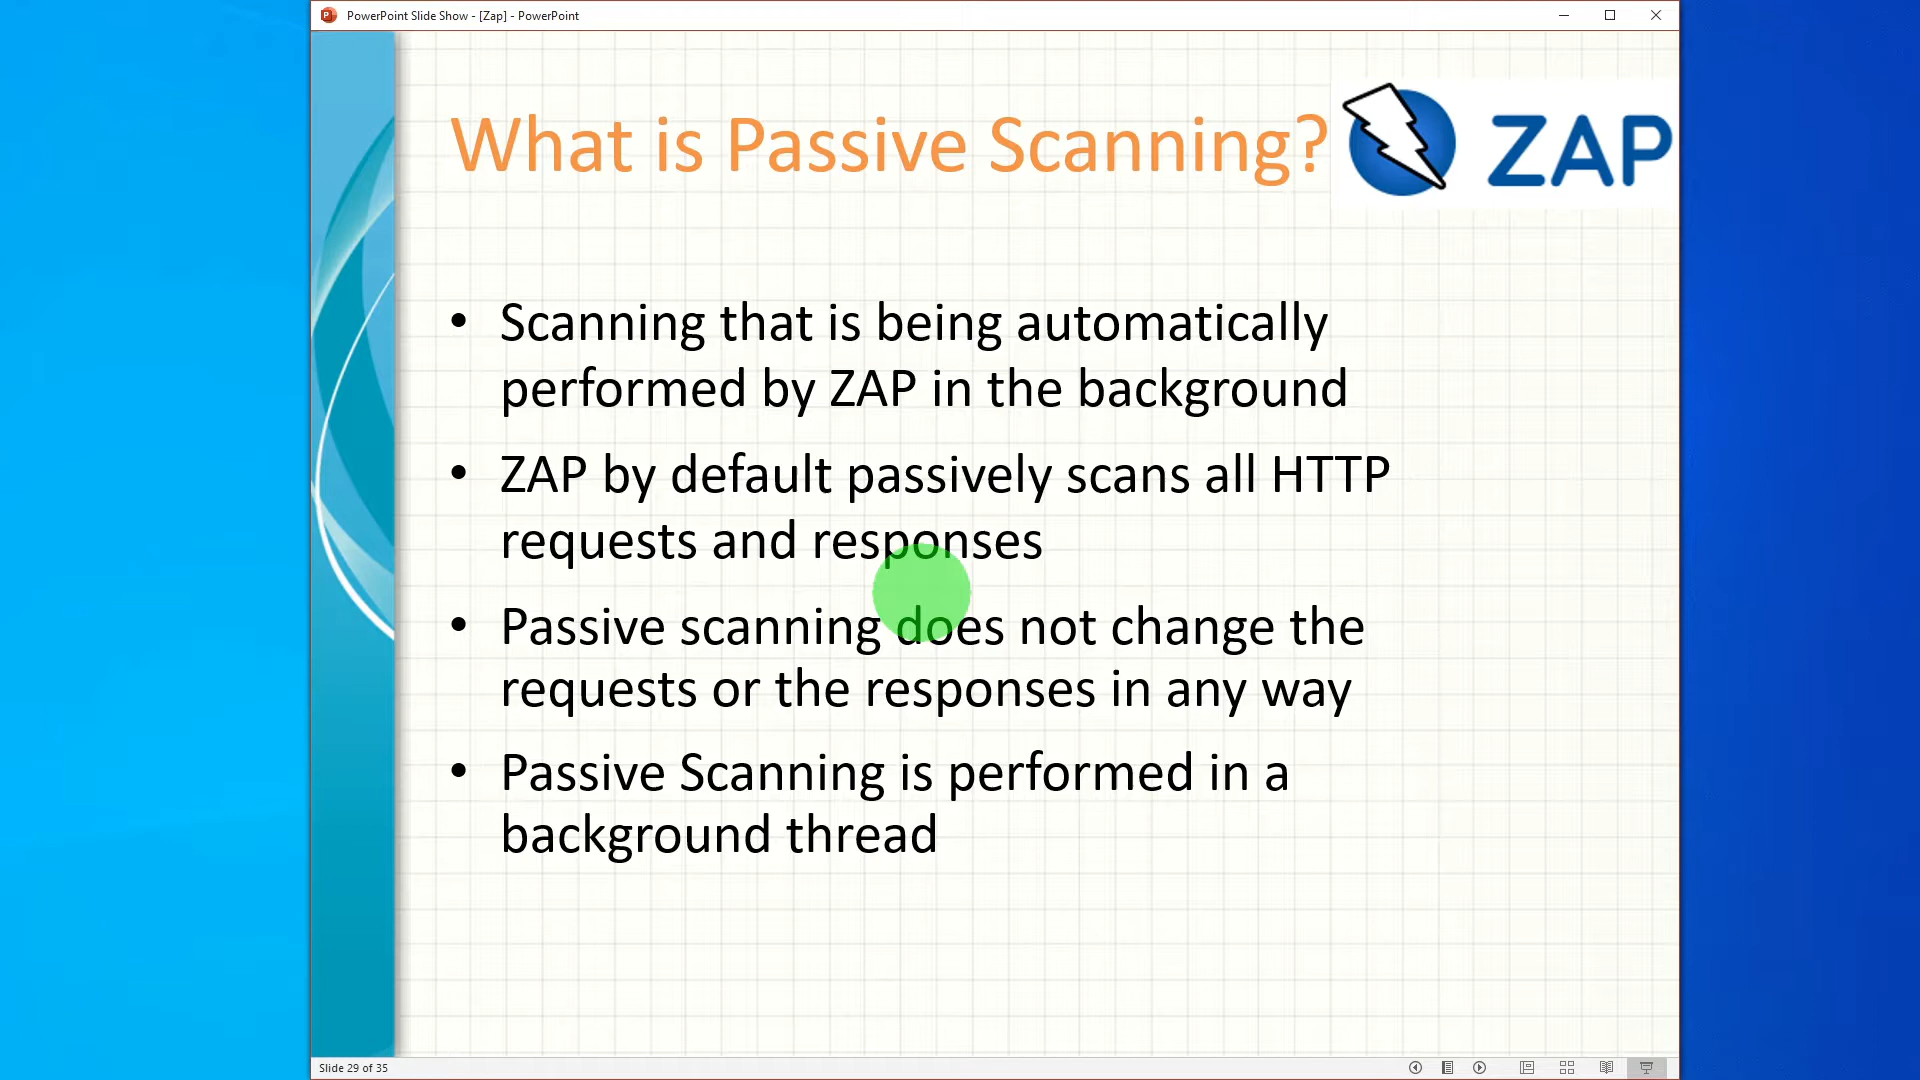 PowerPoint Slide Show - [Zap] - PowerPoint
What is Passive Scanning?
ZAP
• Scanning that is being automatically
performed by ZAP in the background
• ZAP by default passively scans all HTTP
requests and responses
• Passive scanning does not change the
requests or the responses in any way
• Passive Scanning is performed in a
background thread
Slide 29 of 35